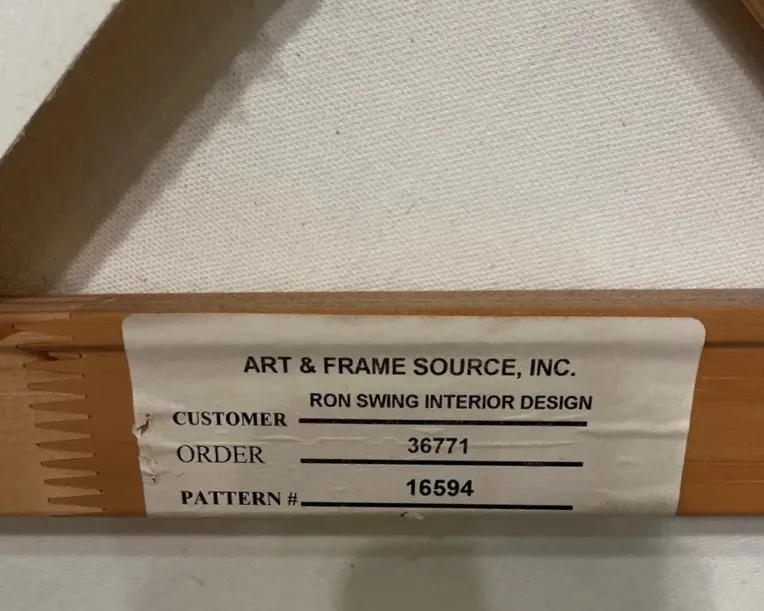 ART & FRAME SOURCE, INC.
CUSTOMER RON SWING INTERIOR DESIGN
ORDER 36771
PATTERN # 16594